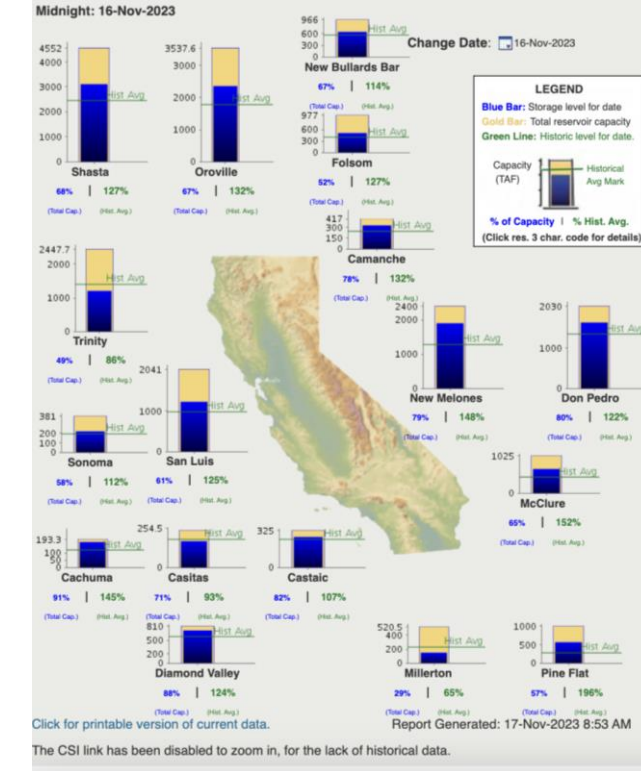 Midnight: 16-Nov-2023
Change Date: 16-Nov-2023
4552
4000
3000
2000
1000
0
Hist Avg
Shasta
68% | 127%
(Total Cap.) (Hist. Avg.)
3537.6
3000
2000
1000
0
Hist Avg
Oroville
67% | 132%
(Total Cap.) (Hist. Avg.)
966
600
300
0
Hist Avg
New Bullards Bar
67% | 114%
(Total Cap.) (Hist. Avg.)
977
600
300
0
Hist Avg
Folsom
52% | 127%
(Total Cap.) (Hist. Avg.)
LEGEND
Blue Bar: Storage level for date
Gold Bar: Total reservoir capacity
Green Line: Historic level for date.
Capacity
(TAF)
Historical
Avg Mark
% of Capacity | % Hist. Avg.
(Click res. 3 char. code for details)
417
300
150
0
Hist Avg
Camanche
78% | 132%
(Total Cap.) (Hist. Avg.)
2447.7
2000
1000
0
Hist Avg
Trinity
49% | 86%
(Total Cap.) (Hist. Avg.)
2400
2000
1000
0
Hist Avg
New Melones
79% | 148%
(Total Cap.) (Hist. Avg.)
2030
1000
0
Hist Av
Don Pedro
80% | 122%
(Total Cap.) (Hist. Avg.)
381
200
100
0
Hist Avg
Sonoma
58% | 112%
(Total Cap.) (Hist. Avg.)
2041
1000
0
Hist Avg
San Luis
61% | 125%
(Total Cap.) (Hist. Avg.)
1025
0
Hist Avg
McClure
65% | 152%
(Total Cap.) (Hist. Avg.)
193.3
100
50
0
Hist Avg
Cachuma
91% | 145%
(Total Cap.) (Hist. Avg.)
254.5
0
Hist Avg
Casitas
71% | 93%
(Total Cap.) (Hist. Avg.)
325
0
Hist Avg
Castaic
82% | 107%
(Total Cap.) (Hist. Avg.)
810
500
200
0
Hist Avg
Diamond Valley
88% | 124%
(Total Cap.) (Hist. Avg.)
520.5
400
200
0
Hist Avg
Millerton
29% | 65%
(Total Cap.) (Hist. Avg.)
1000
500
0
Hist Avg
Pine Flat
57% | 196%
(Total Cap.) (Hist. Avg.)
Click for printable version of current data.
Report Generated: 17-Nov-2023 8:53 AM
The CSI link has been disabled to zoom in, for the lack of historical data.